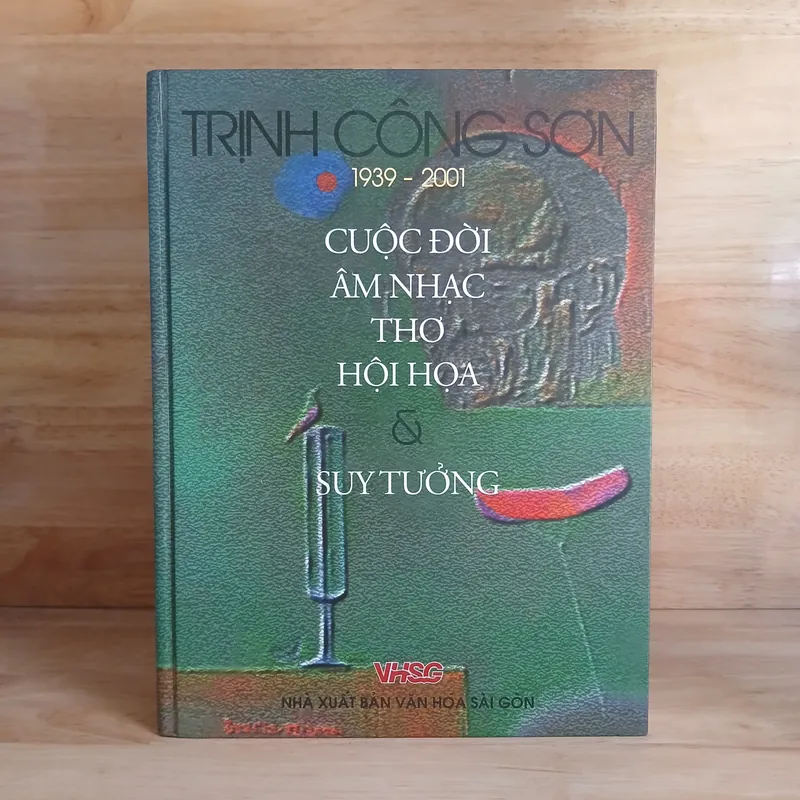 TRỊNH CÔNG SƠN
1939 - 2001
CUỘC ĐỜI
ÂM NHẠC
THƠ
HỘI HỌA
&
SUY TƯỞNG
VHSG
NHÀ XUẤT BẢN VĂN HÓA SÀI GÒN